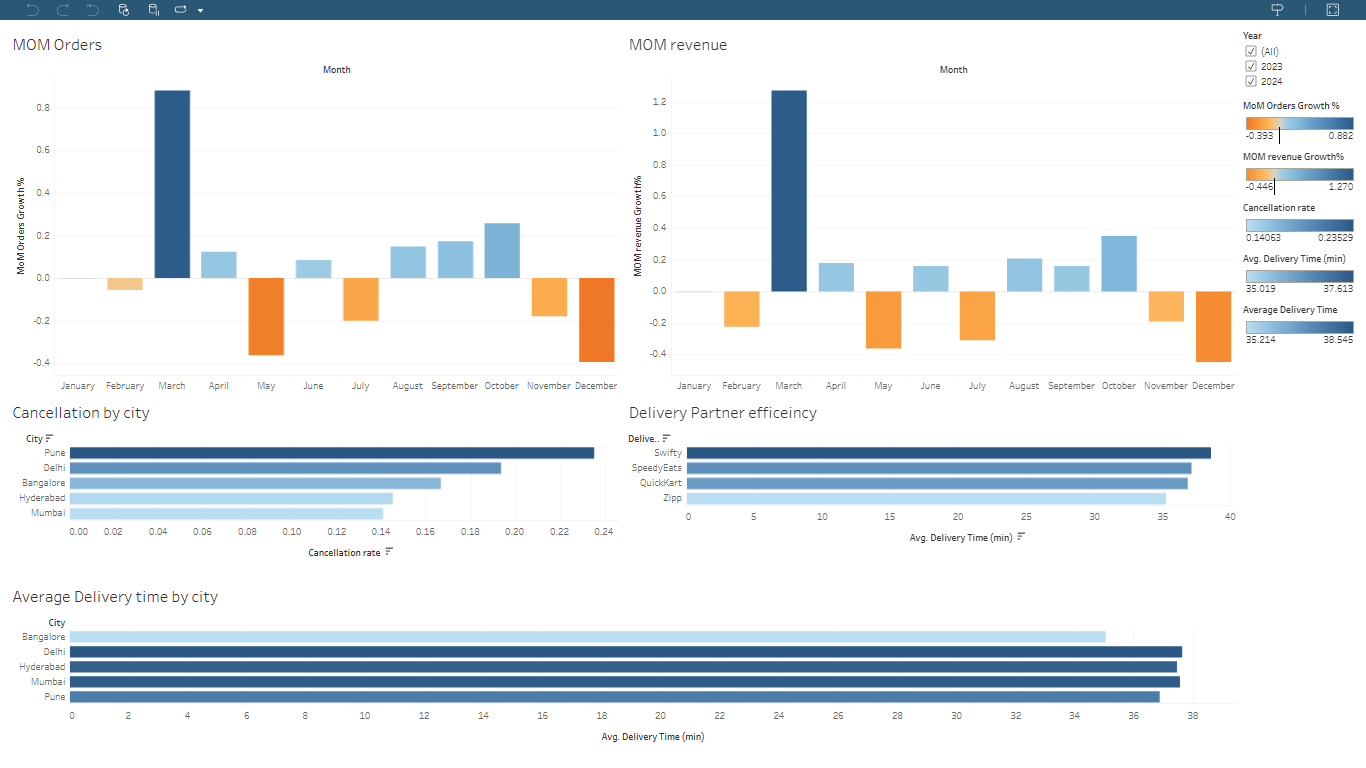 MOM Orders
Month
MoM Orders Growth %
0.8
0.6
0.4
0.2
0.0
-0.2
-0.4
January February March April May June July August September October November December
MOM revenue
Month
MOM revenue Growth%
1.2
1.0
0.8
0.6
0.4
0.2
0.0
-0.2
-0.4
January February March April May June July August September October November December
Year
(All)
2023
2024
MoM Orders Growth %
-0.393 0.882
MOM revenue Growth%
-0.446 1.270
Cancellation rate
0.14063 0.23529
Avg. Delivery Time (min)
35.019 37.613
Average Delivery Time
35.214 38.545
Cancellation by city
City
Pune
Delhi
Bangalore
Hyderabad
Mumbai
0.00 0.02 0.04 0.06 0.08 0.10 0.12 0.14 0.16 0.18 0.20 0.22 0.24
Cancellation rate
Delivery Partner efficeincy
Delive..
Swifty
SpeedyEats
QuickKart
Zipp
0 5 10 15 20 25 30 35 40
Avg. Delivery Time (min)
Average Delivery time by city
City
Bangalore
Delhi
Hyderabad
Mumbai
Pune
0 2 4 6 8 10 12 14 16 18 20 22 24 26 28 30 32 34 36 38
Avg. Delivery Time (min)